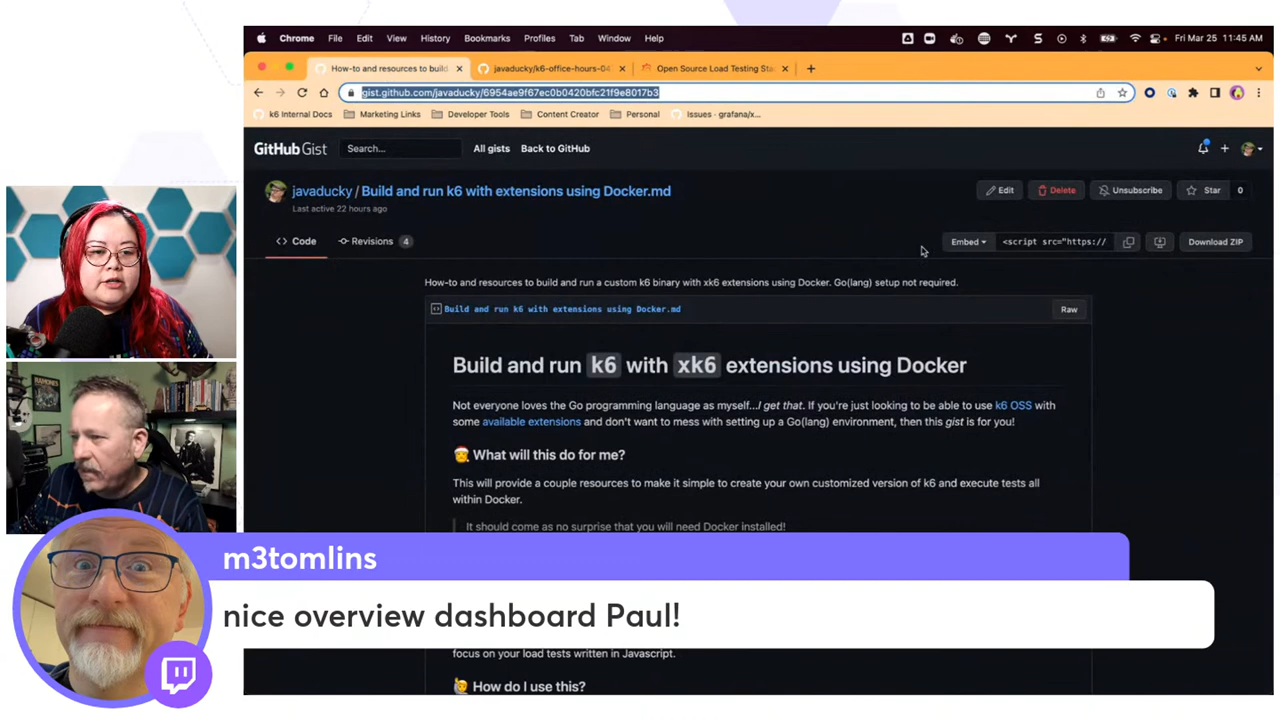 Chrome File Edit View History Bookmarks Profiles Tab Window Help Fri Mar 25 11:45 AM
How-to and resources to build javaducky/k6-office-hours-04 Open Source Load Testing Sta
gist.github.com/javaducky/6954ae9f67ec0b0420bfc21f9e8017b3
k6 Internal Docs Marketing Links Developer Tools Content Creator Personal Issues · grafana/x...
GitHub Gist Search... All gists Back to GitHub
javaducky / Build and run k6 with extensions using Docker.md
Edit Delete Unsubscribe Star 0
Last active 22 hours ago
Code Revisions 4
Embed <script src="https:// Download ZIP
How-to and resources to build and run a custom k6 binary with xk6 extensions using Docker. Go(lang) setup not required.
Build and run k6 with extensions using Docker.md Raw
Build and run k6 with xk6 extensions using Docker
Not everyone loves the Go programming language as myself...I get that. If you're just looking to be able to use k6 OSS with
some available extensions and don't want to mess with setting up a Go(lang) environment, then this gist is for you!
What will this do for me?
This will provide a couple resources to make it simple to create your own customized version of k6 and execute tests all
within Docker.
It should come as no surprise that you will need Docker installed!
m3tomlins
nice overview dashboard Paul!
focus on your load tests written in Javascript.
How do I use this?
RAMONES